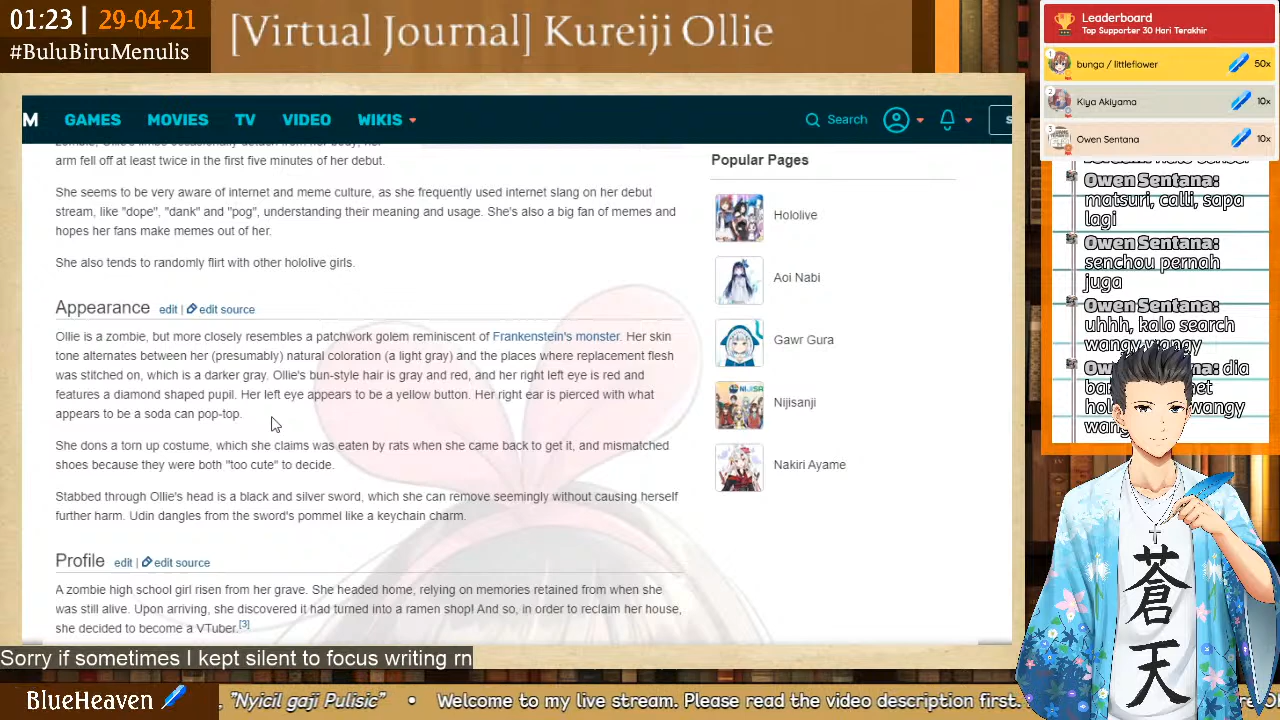 01:23 | 29-04-21
#BuluBiruMenulis
[Virtual Journal] Kureiji Ollie
Leaderboard
Top Supporter 30 Hari Terakhir
1 bunga / littleflower 50x
2 Kiya Akiyama 10x
3 Owen Sentana 10x
M GAMES MOVIES TV VIDEO WIKIS Search S
arm fell off at least twice in the first five minutes of her debut.
She seems to be very aware of internet and meme culture, as she frequently used internet slang on her debut
stream, like "dope", "dank" and "pog", understanding their meaning and usage. She's also a big fan of memes and
hopes her fans make memes out of her.
She also tends to randomly flirt with other hololive girls.
Appearance edit | edit source
Ollie is a zombie, but more closely resembles a patchwork golem reminiscent of Frankenstein's monster. Her skin
tone alternates between her (presumably) natural coloration (a light gray) and the places where replacement flesh
was stitched on, which is a darker gray. Ollie's bun-style hair is gray and red, and her right left eye is red and
features a diamond shaped pupil. Her left eye appears to be a yellow button. Her right ear is pierced with what
appears to be a soda can pop-top.
She dons a torn up costume, which she claims was eaten by rats when she came back to get it, and mismatched
shoes because they were both "too cute" to decide.
Stabbed through Ollie's head is a black and silver sword, which she can remove seemingly without causing herself
further harm. Udin dangles from the sword's pommel like a keychain charm.
Profile edit | edit source
A zombie high school girl risen from her grave. She headed home, relying on memories retained from when she
was still alive. Upon arriving, she discovered it had turned into a ramen shop! And so, in order to reclaim her house,
she decided to become a VTuber.[3]
Popular Pages
Hololive
Aoi Nabi
Gawr Gura
Nijisanji
Nakiri Ayame
Owen Sentana:
matsuri, calli, sapa
lagi
Owen Sentana:
senchou pernah
juga
Owen Sentana:
uhhh, kalo search
wangy wangy
dia
蒼天
Sorry if sometimes I kept silent to focus writing rn
BlueHeaven
"Nyicil gaji Pulisic" • Welcome to my live stream. Please read the video description first.